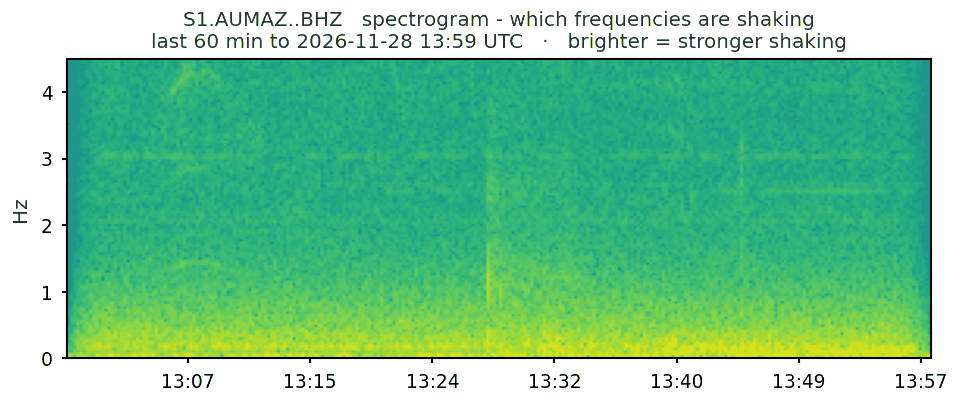 S1.AUMAZ..BHZ   spectrogram - which frequencies are shaking
last 60 min to 2026-11-28 13:59 UTC   ·   brighter = stronger shaking
4
3
2
1
0
Hz
13:07 13:15 13:24 13:32 13:40 13:49 13:57